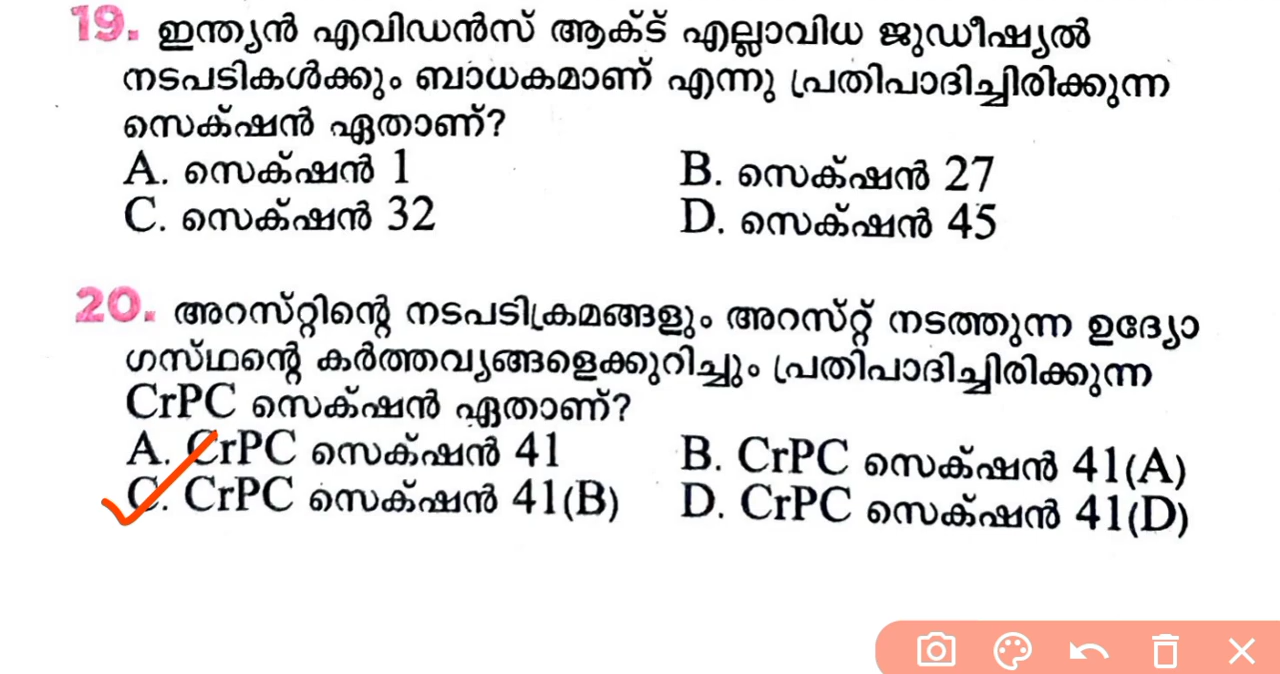 19. ഇന്ത്യൻ എവിഡൻസ് ആക്ട് എല്ലാവിധ ജുഡീഷ്യൽ
നടപടികൾക്കും ബാധകമാണ് എന്നു പ്രതിപാദിച്ചിരിക്കുന്ന
സെക്ഷൻ ഏതാണ്?
A. സെക്ഷൻ 1 B. സെക്ഷൻ 27
C. സെക്ഷൻ 32 D. സെക്ഷൻ 45
20. അറസ്റ്റിന്റെ നടപടിക്രമങ്ങളും അറസ്റ്റ് നടത്തുന്ന ഉദ്യോ
ഗസ്ഥന്റെ കർത്തവ്യങ്ങളെക്കുറിച്ചും പ്രതിപാദിച്ചിരിക്കുന്ന
CrPC സെക്ഷൻ ഏതാണ്?
A. CrPC സെക്ഷൻ 41 B. CrPC സെക്ഷൻ 41(A)
C. CrPC സെക്ഷൻ 41(B) D. CrPC സെക്ഷൻ 41(D)